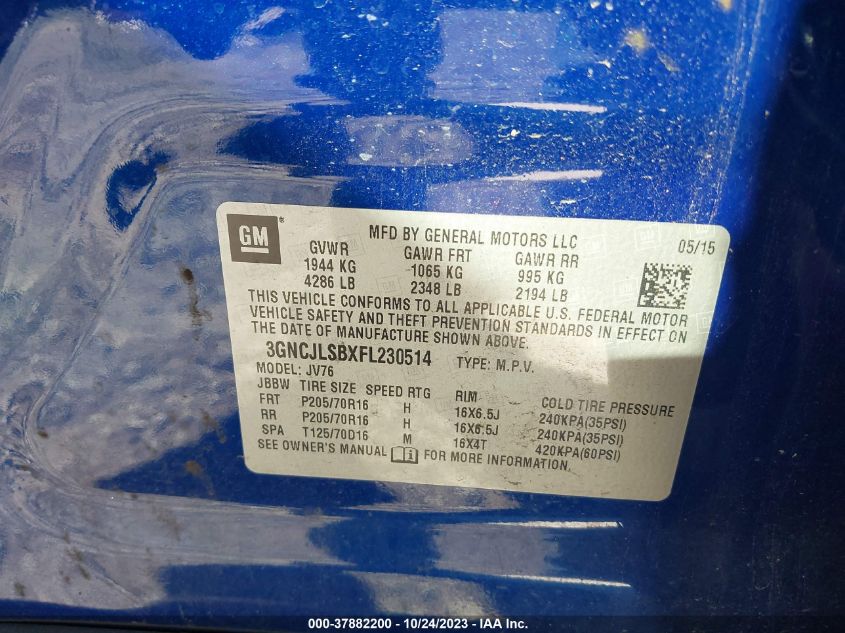 GM ®
MFD BY GENERAL MOTORS LLC 05/15
GVWR GAWR FRT GAWR RR
1944 KG 1065 KG 995 KG
4286 LB 2348 LB 2194 LB
THIS VEHICLE CONFORMS TO ALL APPLICABLE U.S. FEDERAL MOTOR
VEHICLE SAFETY AND THEFT PREVENTION STANDARDS IN EFFECT ON
THE DATE OF MANUFACTURE SHOWN ABOVE.
3GNCJLSBXFL230514 TYPE: M.P.V.
MODEL: JV76
JBBW TIRE SIZE SPEED RTG RIM COLD TIRE PRESSURE
FRT P205/70R16 H 16X6.5J 240KPA(35PSI)
RR P205/70R16 H 16X6.5J 240KPA(35PSI)
SPA T125/70D16 M 16X4T 420KPA(60PSI)
SEE OWNER'S MANUAL i FOR MORE INFORMATION.
000-37882200 - 10/24/2023 - IAA Inc.